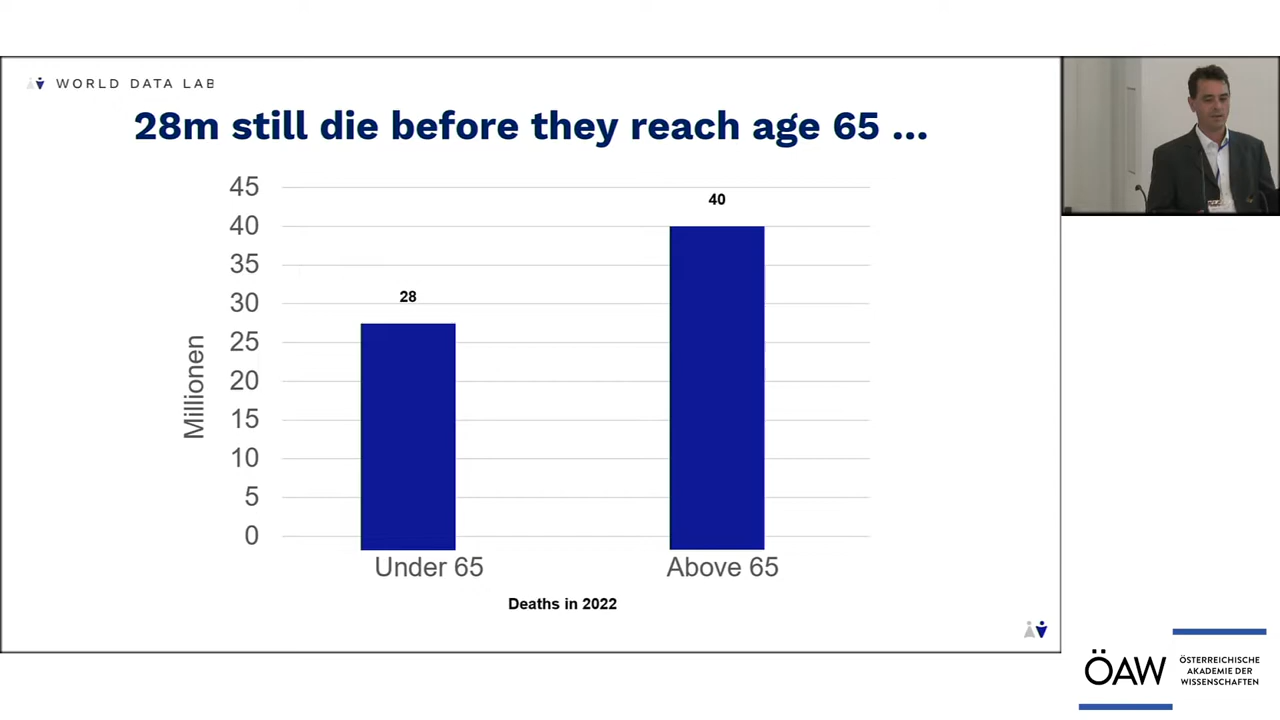 WORLD DATA LAB
28m still die before they reach age 65 ...
45
40
35
30
25
20
15
10
5
0
Millionen
28
40
Under 65
Above 65
Deaths in 2022
ÖAW
ÖSTERREICHISCHE
AKADEMIE DER
WISSENSCHAFTEN